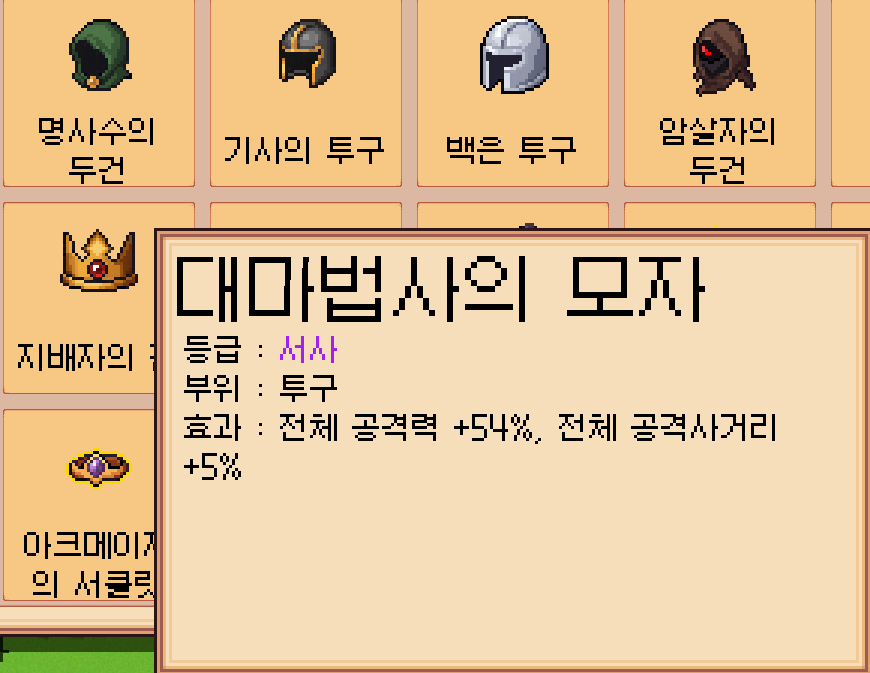 명사수의
두건
기사의 투구
백은 투구
암살자의
두건
지배자의
대마법사의 모자
등급 : 서사
부위 : 투구
효과 : 전체 공격력 +54%, 전체 공격사거리
+5%
아크메이지
의 서클릿